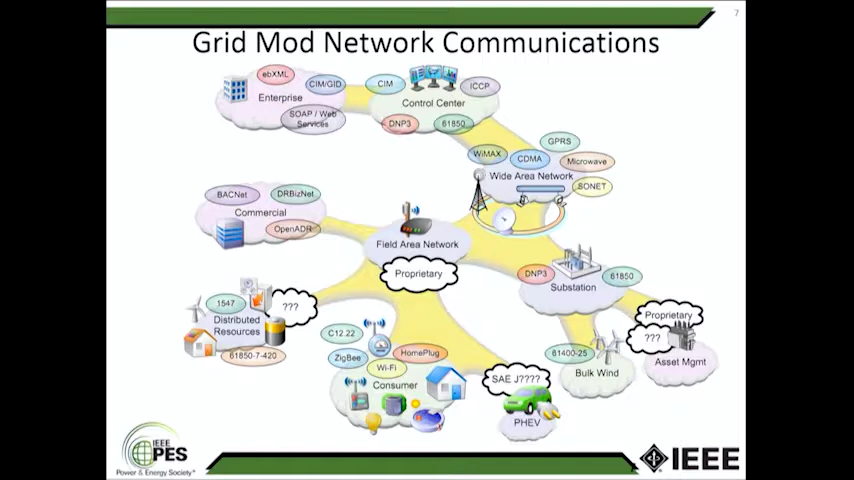 7
Grid Mod Network Communications
ebXML
CIM/GID
Enterprise
SOAP / Web
Services
CIM
ICCP
Control Center
DNP3
61850
GPRS
WiMAX
CDMA
Microwave
Wide Area Network
SONET
BACNet
DRBizNet
Commercial
OpenADR
Field Area Network
Proprietary
DNP3
61850
Substation
1547
???
Distributed
Resources
61850-7-420
Proprietary
???
Asset Mgmt
C12.22
ZigBee
HomePlug
Wi-Fi
Consumer
61400-25
Bulk Wind
SAE J????
PHEV
IEEE
PES
Power & Energy Society®
IEEE